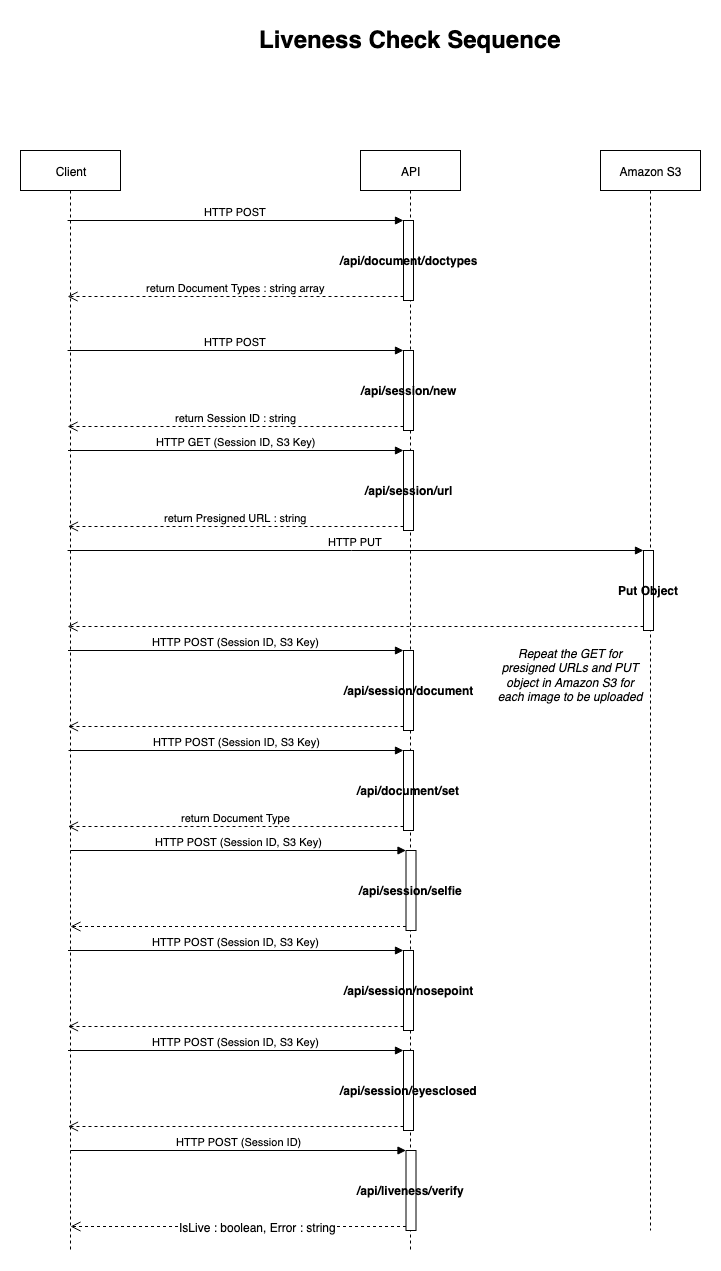 Liveness Check Sequence
Client
API
Amazon S3
HTTP POST
/api/document/doctypes
return Document Types : string array
HTTP POST
/api/session/new
return Session ID : string
HTTP GET (Session ID, S3 Key)
/api/session/url
return Presigned URL : string
HTTP PUT
Put Object
HTTP POST (Session ID, S3 Key)
Repeat the GET for
presigned URLs and PUT
object in Amazon S3 for
each image to be uploaded
/api/session/document
HTTP POST (Session ID, S3 Key)
/api/document/set
return Document Type
HTTP POST (Session ID, S3 Key)
/api/session/selfie
HTTP POST (Session ID, S3 Key)
/api/session/nosepoint
HTTP POST (Session ID, S3 Key)
/api/session/eyesclosed
HTTP POST (Session ID)
/api/liveness/verify
IsLive : boolean, Error : string